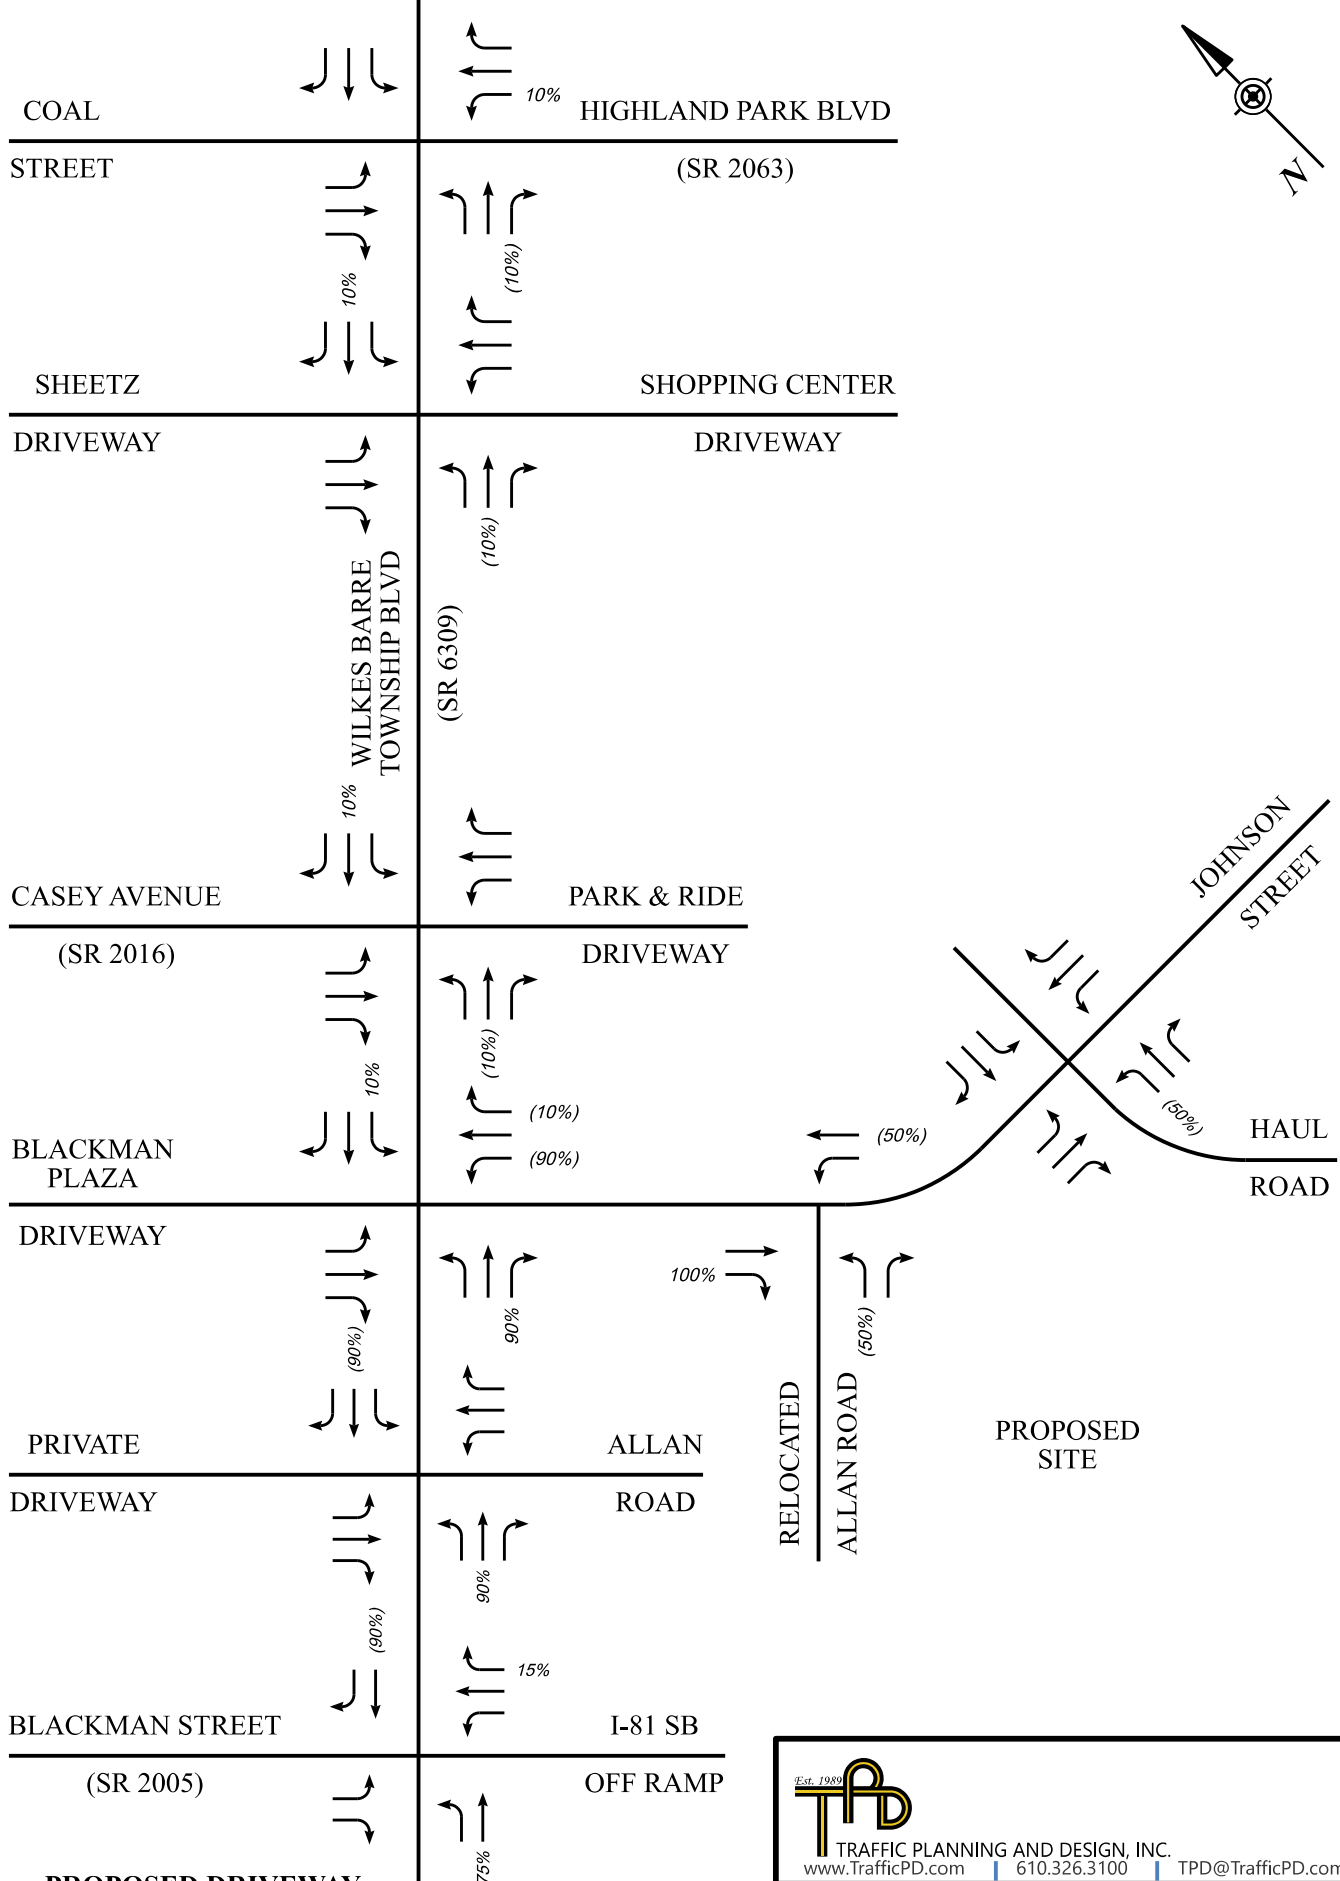 COAL
HIGHLAND PARK BLVD
10%
STREET
(SR 2063)
N
10%
(10%)
SHEETZ
SHOPPING CENTER
DRIVEWAY
DRIVEWAY
(10%)
WILKES BARRE
TOWNSHIP BLVD
(SR 6309)
10%
CASEY AVENUE
PARK & RIDE
(SR 2016)
DRIVEWAY
JOHNSON
STREET
(10%)
10%
(10%)
(90%)
(50%)
(50%)
HAUL
ROAD
BLACKMAN
PLAZA
DRIVEWAY
90%
100%
(50%)
(90%)
RELOCATED
ALLAN ROAD
PROPOSED
SITE
PRIVATE
ALLAN
DRIVEWAY
ROAD
90%
(90%)
15%
BLACKMAN STREET
I-81 SB
(SR 2005)
OFF RAMP
75%
PROPOSED DRIVEWAY
Est. 1989
TPD
TRAFFIC PLANNING AND DESIGN, INC.
www.TrafficPD.com
610.326.3100
TPD@TrafficPD.com